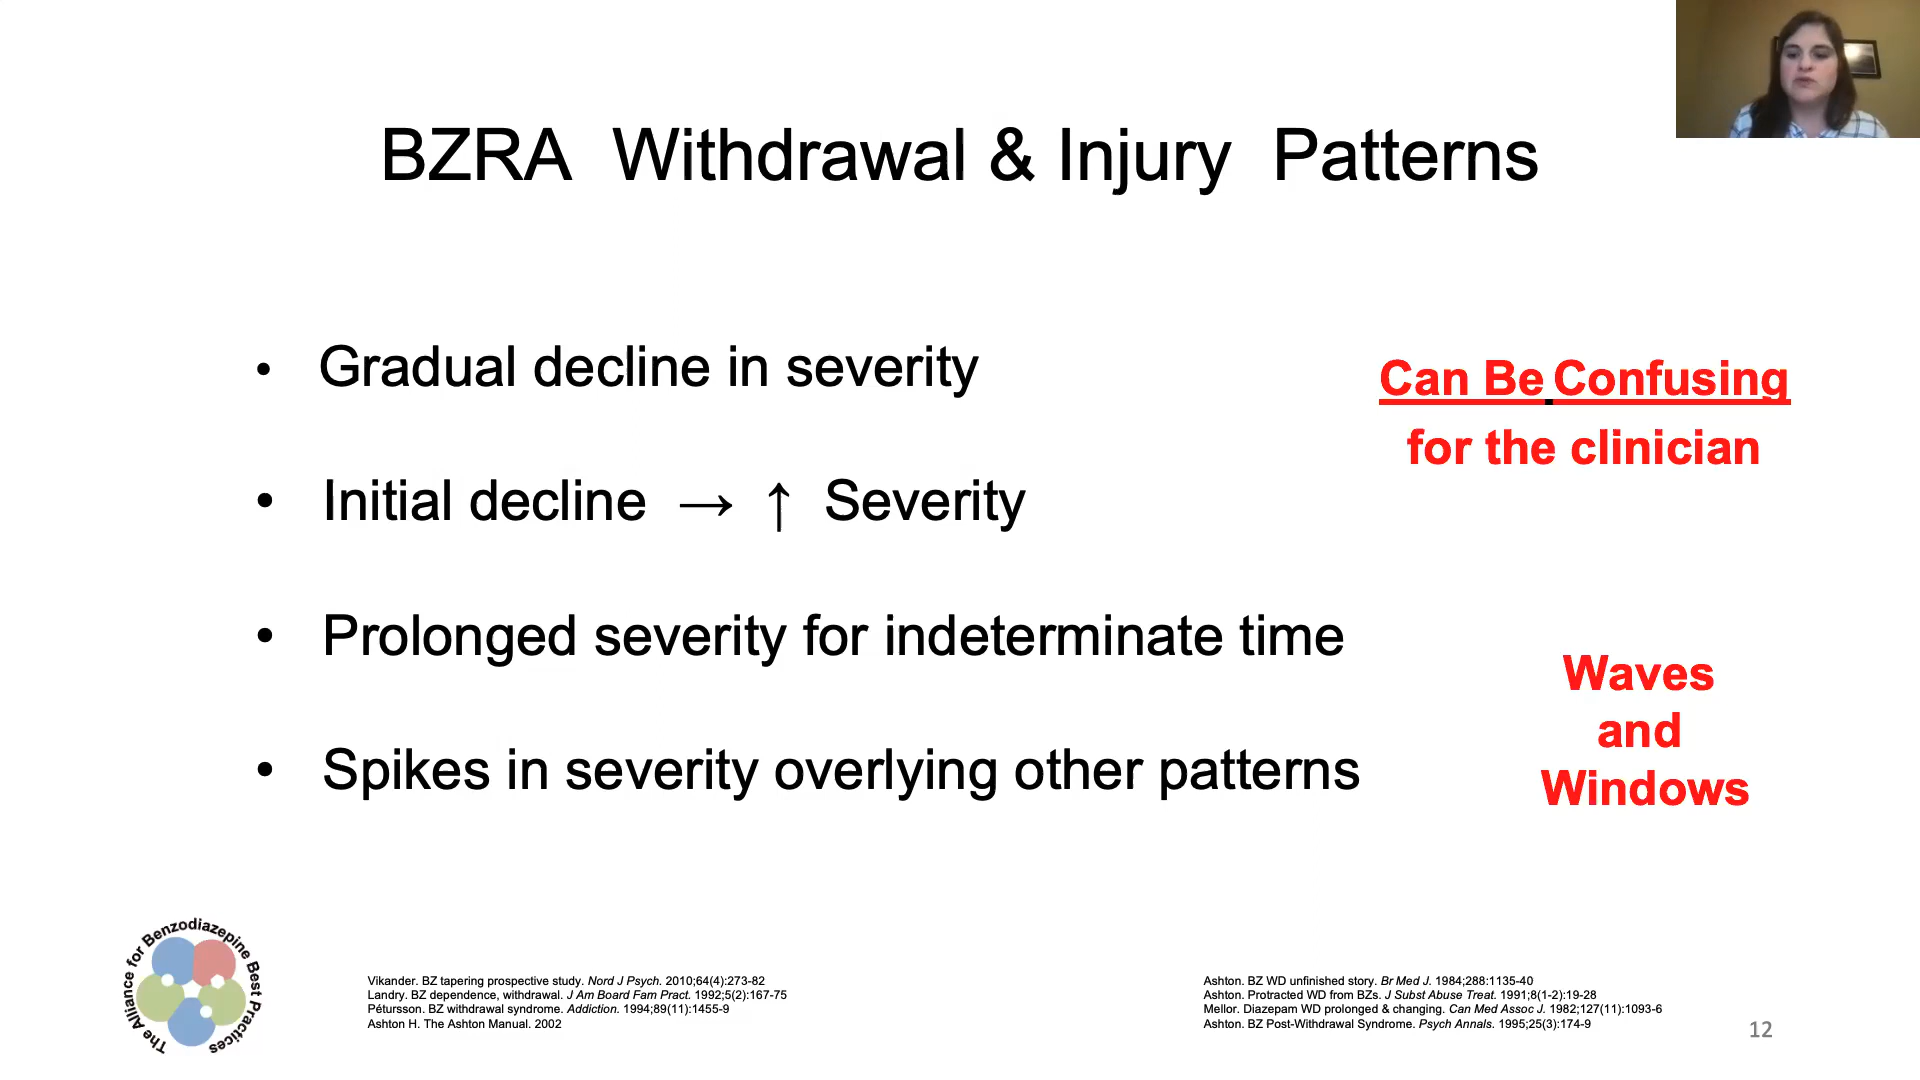 BZRA Withdrawal & Injury Patterns
• Gradual decline in severity
• Initial decline → ↑ Severity
• Prolonged severity for indeterminate time
• Spikes in severity overlying other patterns
Can Be Confusing
for the clinician
Waves
and
Windows
The Alliance for Benzodiazepine Best Practices
Vikander. BZ tapering prospective study. Nord J Psych. 2010;64(4):273-82
Landry. BZ dependence, withdrawal. J Am Board Fam Pract. 1992;5(2):167-75
Pétursson. BZ withdrawal syndrome. Addiction. 1994;89(11):1455-9
Ashton H. The Ashton Manual. 2002
Ashton. BZ WD unfinished story. Br Med J. 1984;288:1135-40
Ashton. Protracted WD from BZs. J Subst Abuse Treat. 1991;8(1-2):19-28
Mellor. Diazepam WD prolonged & changing. Can Med Assoc J. 1982;127(11):1093-6
Ashton. BZ Post-Withdrawal Syndrome. Psych Annals. 1995;25(3):174-9
12